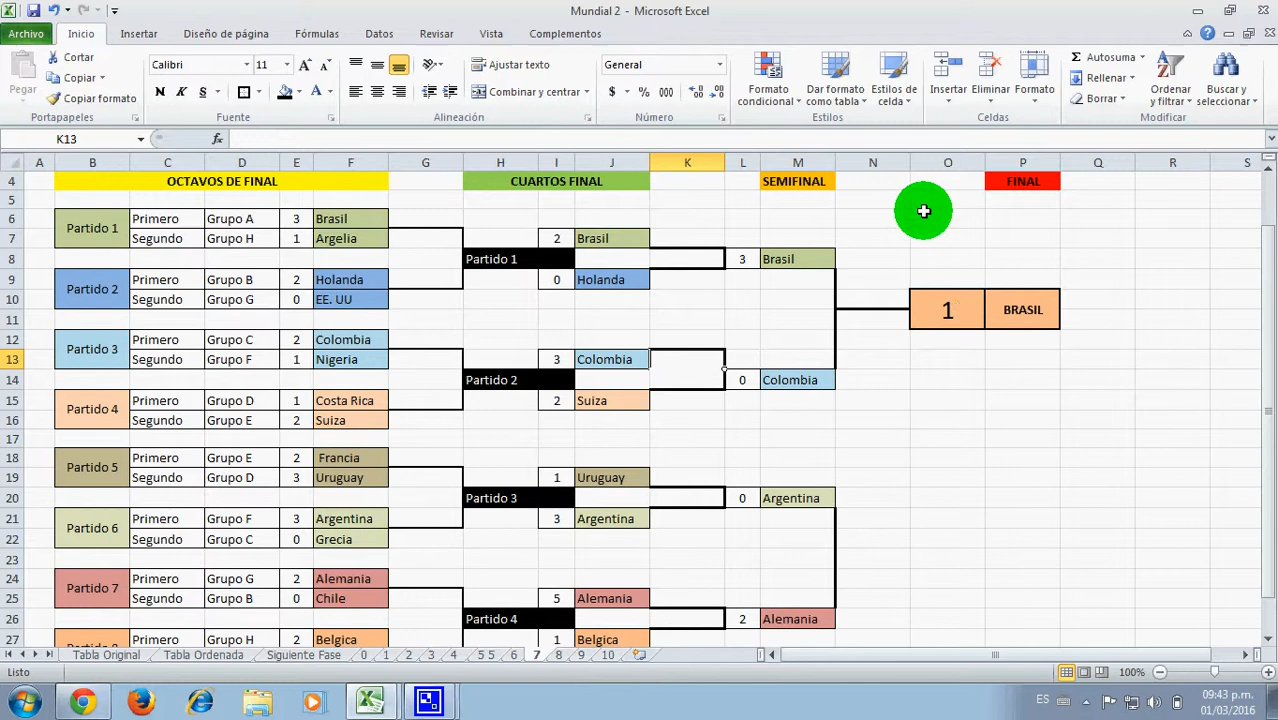 Mundial 2 - Microsoft Excel
Archivo Inicio Insertar Diseño de página Fórmulas Datos Revisar Vista Complementos
Pegar
Cortar
Copiar
Copiar formato
Portapapeles
Calibri 11
N K S
Fuente
Ajustar texto
Combinar y centrar
Alineación
General
$ % 000
Número
Formato condicional
Dar formato como tabla
Estilos de celda
Estilos
Insertar Eliminar Formato
Celdas
Autosuma
Rellenar
Borrar
Ordenar y filtrar
Buscar y seleccionar
Modificar
K13 fx
A B C D E F G H I J K L M N O P Q R S
4 OCTAVOS DE FINAL CUARTOS FINAL SEMIFINAL FINAL
5
6 Partido 1 Primero Grupo A 3 Brasil
7 Segundo Grupo H 1 Argelia 2 Brasil
8 Partido 1 3 Brasil
9 Partido 2 Primero Grupo B 2 Holanda 0 Holanda
10 Segundo Grupo G 0 EE. UU 1 BRASIL
11
12 Partido 3 Primero Grupo C 2 Colombia
13 Segundo Grupo F 1 Nigeria 3 Colombia
14 Partido 2 0 Colombia
15 Partido 4 Primero Grupo D 1 Costa Rica 2 Suiza
16 Segundo Grupo E 2 Suiza
17
18 Partido 5 Primero Grupo E 2 Francia
19 Segundo Grupo D 3 Uruguay 1 Uruguay
20 Partido 3 0 Argentina
21 Partido 6 Primero Grupo F 3 Argentina 3 Argentina
22 Segundo Grupo C 0 Grecia
23
24 Partido 7 Primero Grupo G 2 Alemania
25 Segundo Grupo B 0 Chile 5 Alemania
26 Partido 4 2 Alemania
27 Primero Grupo H 2 Belgica 1 Belgica
Tabla Original Tabla Ordenada Siguiente Fase 0 1 2 3 4 5 5 6 7 8 9 10
Listo 100%
ES 09:43 p.m.
01/03/2016